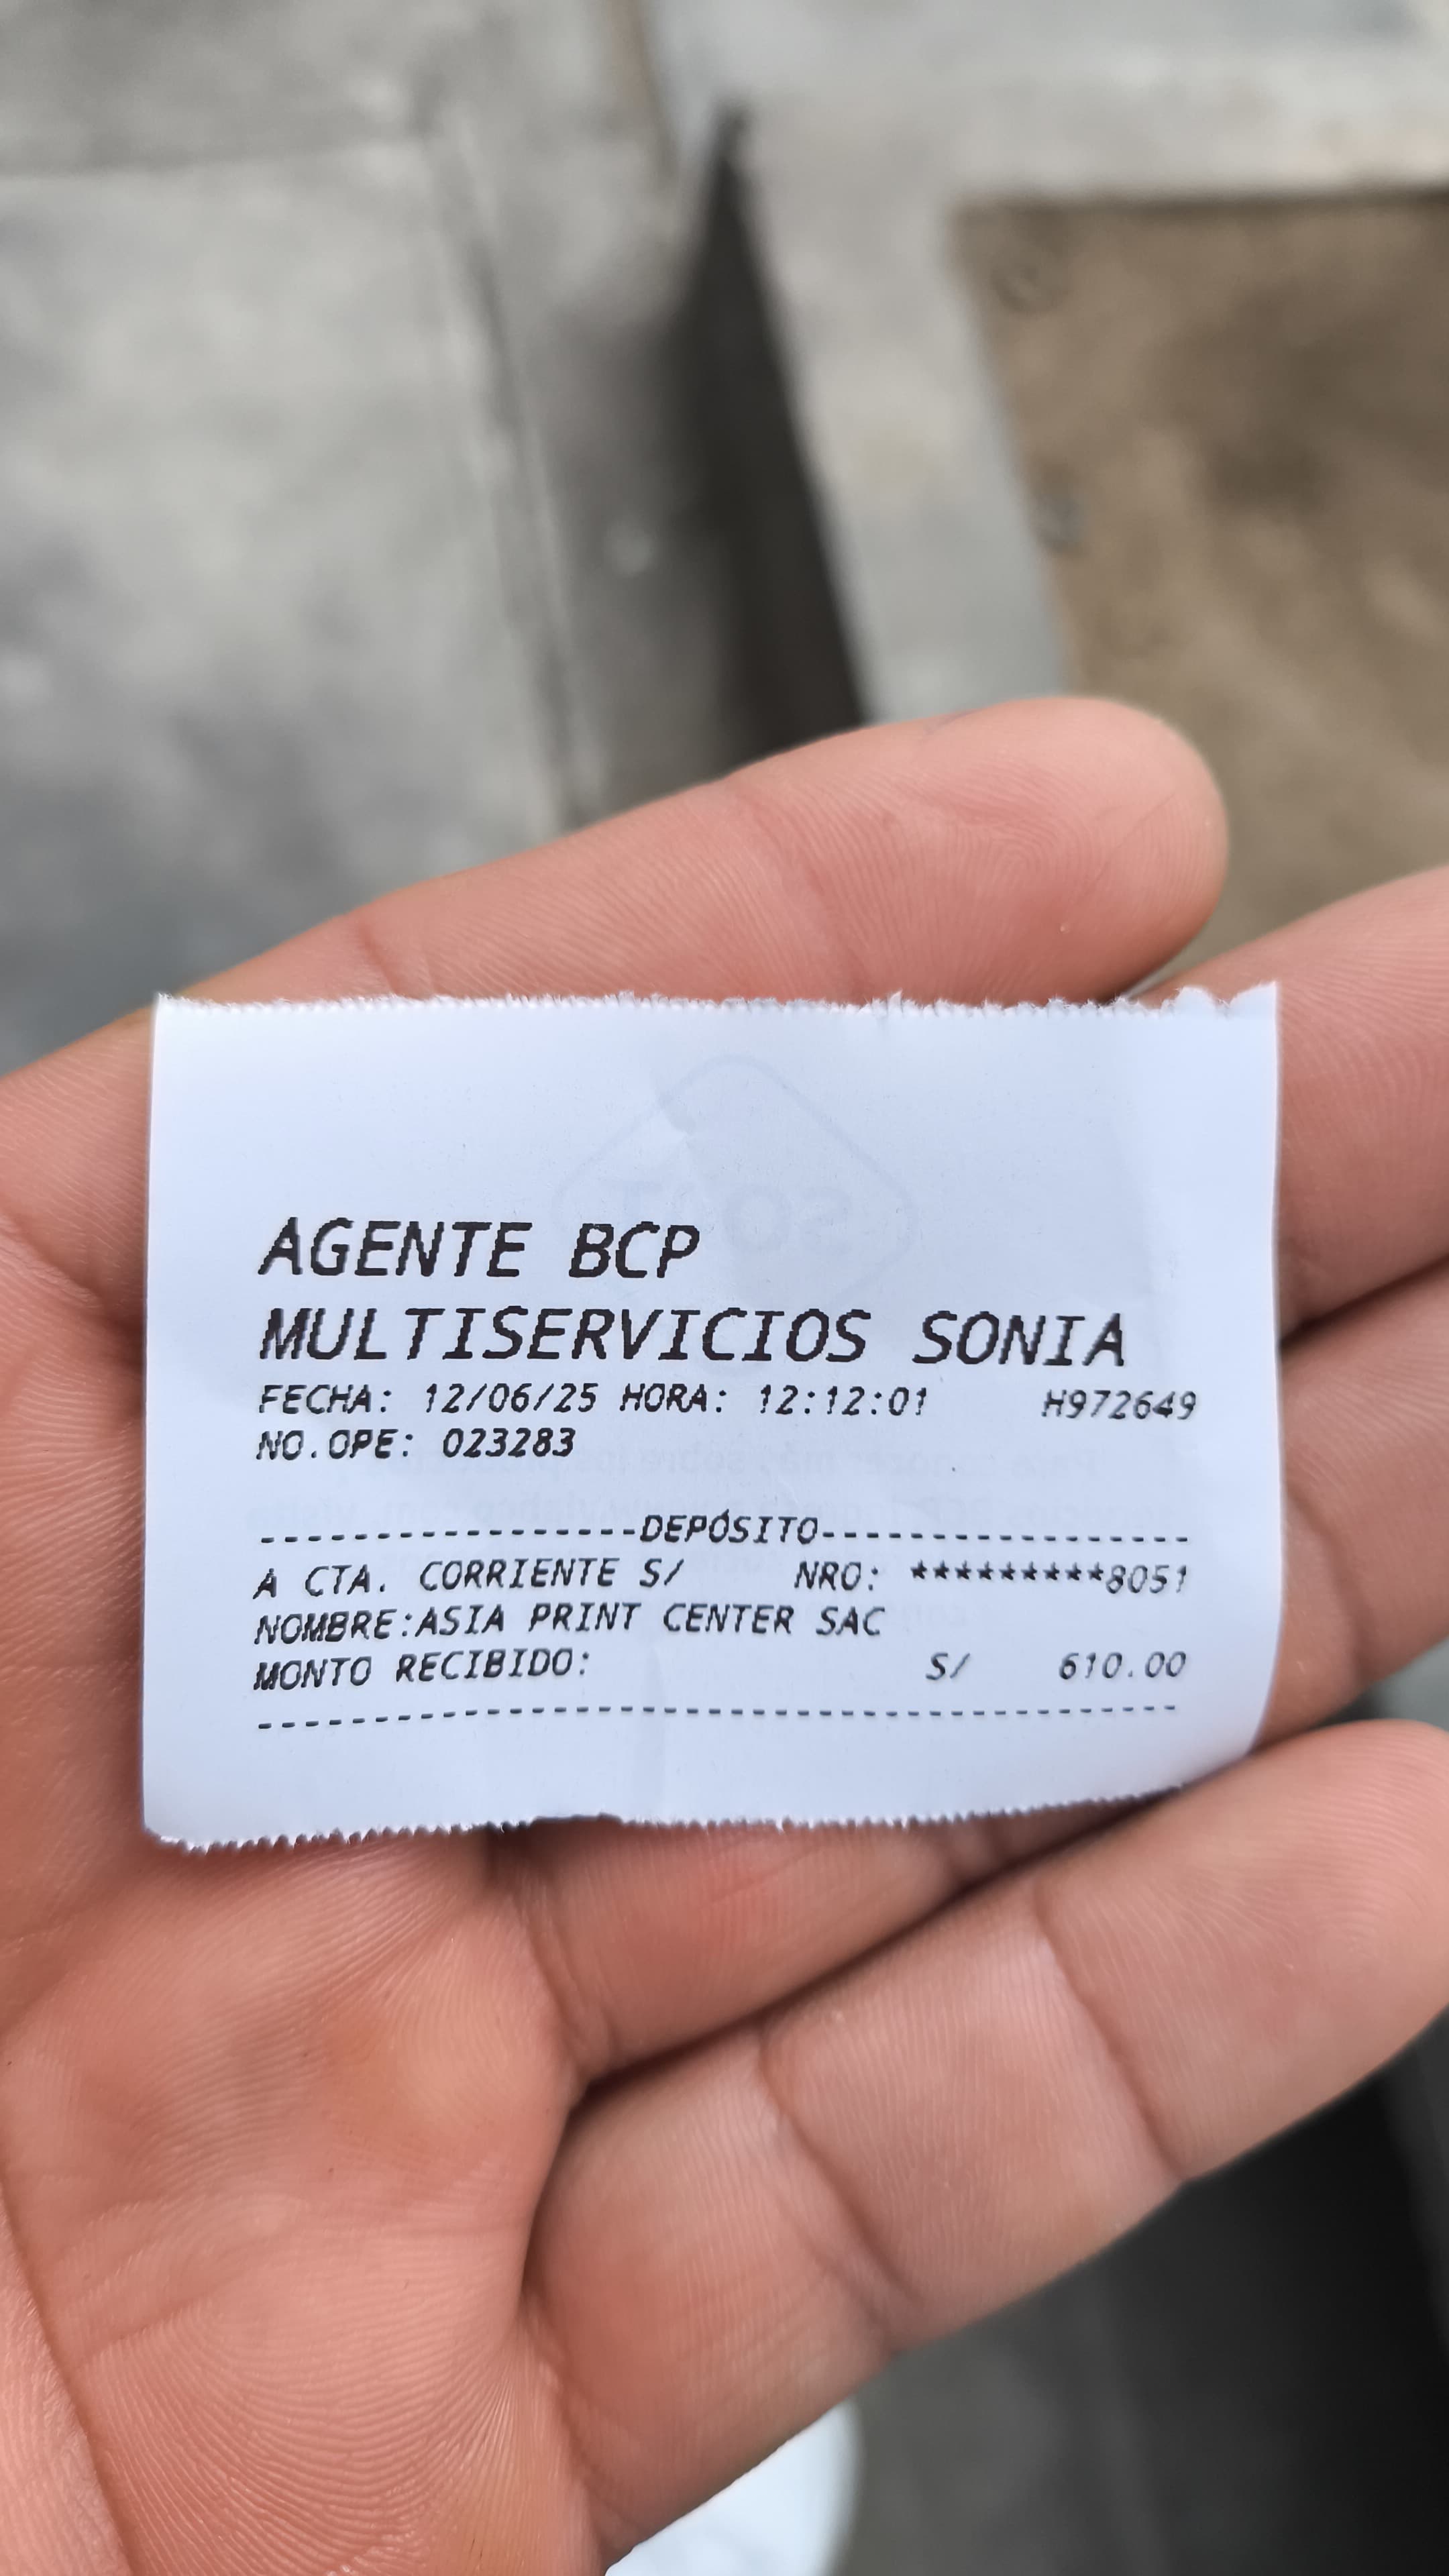 AGENTE BCP
MULTISERVICIOS SONIA
FECHA: 12/06/25 HORA: 12:12:01 H972649
NO.OPE: 023283
-----------------DEPÓSITO----------------
A CTA. CORRIENTE S/ NRO: *********8051
NOMBRE:ASIA PRINT CENTER SAC
MONTO RECIBIDO: S/ 610.00
-----------------------------------------